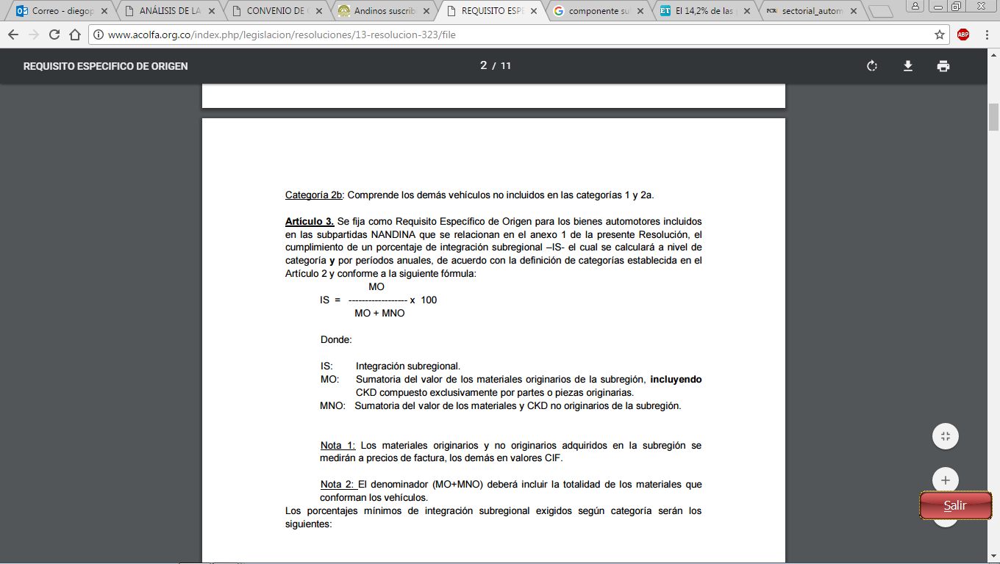 Correo - diegop
ANÁLISIS DE LA
CONVENIO DE
Andinos suscrib
REQUISITO ESPE
componente su
El 14,2% de las
sectorial_autom
www.acolfa.org.co/index.php/legislacion/resoluciones/13-resolucion-323/file
ABP
REQUISITO ESPECIFICO DE ORIGEN
2 / 11
Categoría 2b: Comprende los demás vehículos no incluidos en las categorías 1 y 2a.
Artículo 3. Se fija como Requisito Específico de Origen para los bienes automotores incluidos
en las subpartidas NANDINA que se relacionan en el anexo 1 de la presente Resolución, el
cumplimiento de un porcentaje de integración subregional –IS- el cual se calculará a nivel de
categoría y por períodos anuales, de acuerdo con la definición de categorías establecida en el
Artículo 2 y conforme a la siguiente fórmula:
MO
IS = ------------------ x 100
MO + MNO
Donde:
IS: Integración subregional.
MO: Sumatoria del valor de los materiales originarios de la subregión, incluyendo
CKD compuesto exclusivamente por partes o piezas originarias.
MNO: Sumatoria del valor de los materiales y CKD no originarios de la subregión.
Nota 1: Los materiales originarios y no originarios adquiridos en la subregión se
medirán a precios de factura, los demás en valores CIF.
Nota 2: El denominador (MO+MNO) deberá incluir la totalidad de los materiales que
conforman los vehículos.
Los porcentajes mínimos de integración subregional exigidos según categoría serán los
siguientes:
Salir